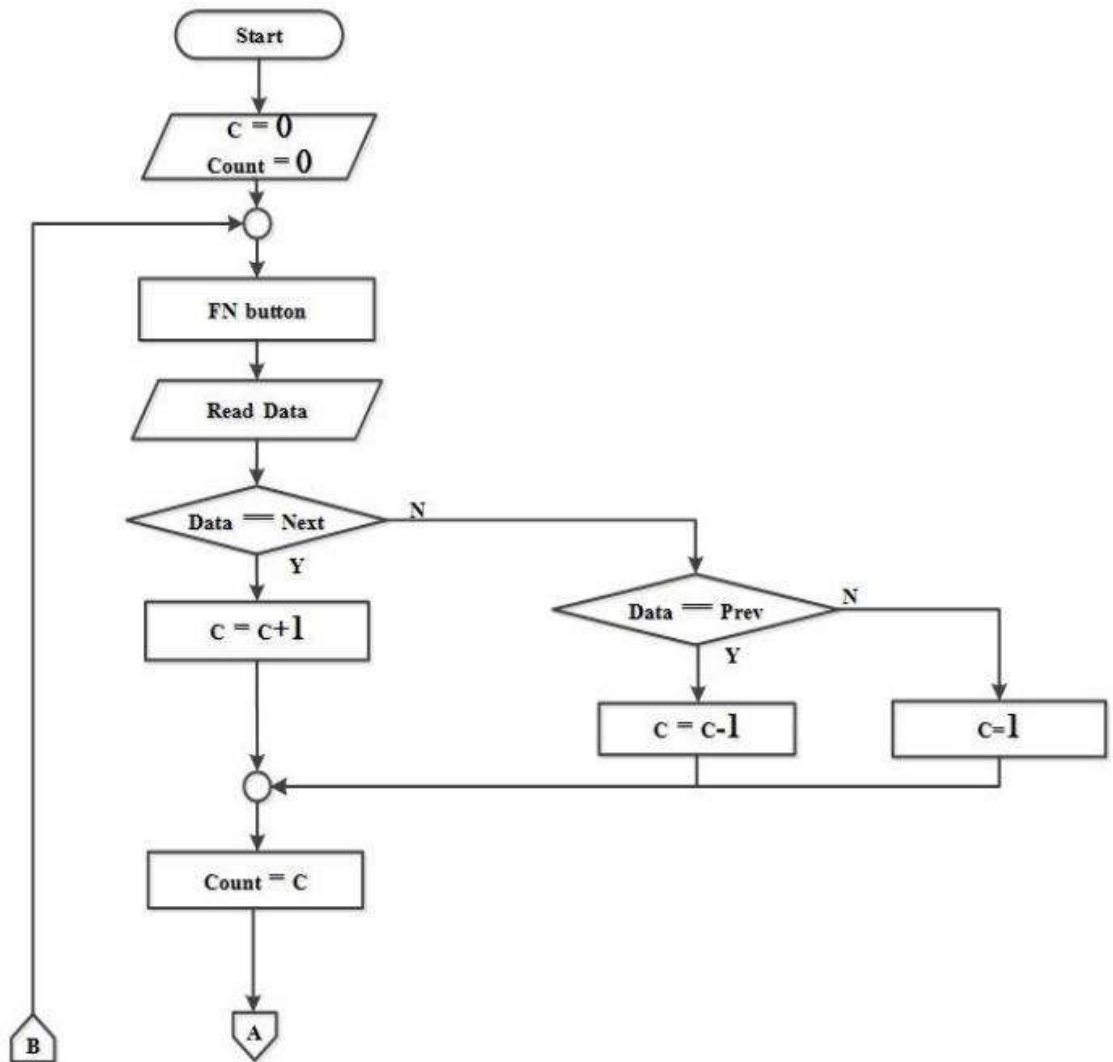 Start
C = 0
Count = 0
FN button
Read Data
Data == Next
N
Y
C = C+1
Data == Prev
N
Y
C = C-1
C=1
Count = C
B
A